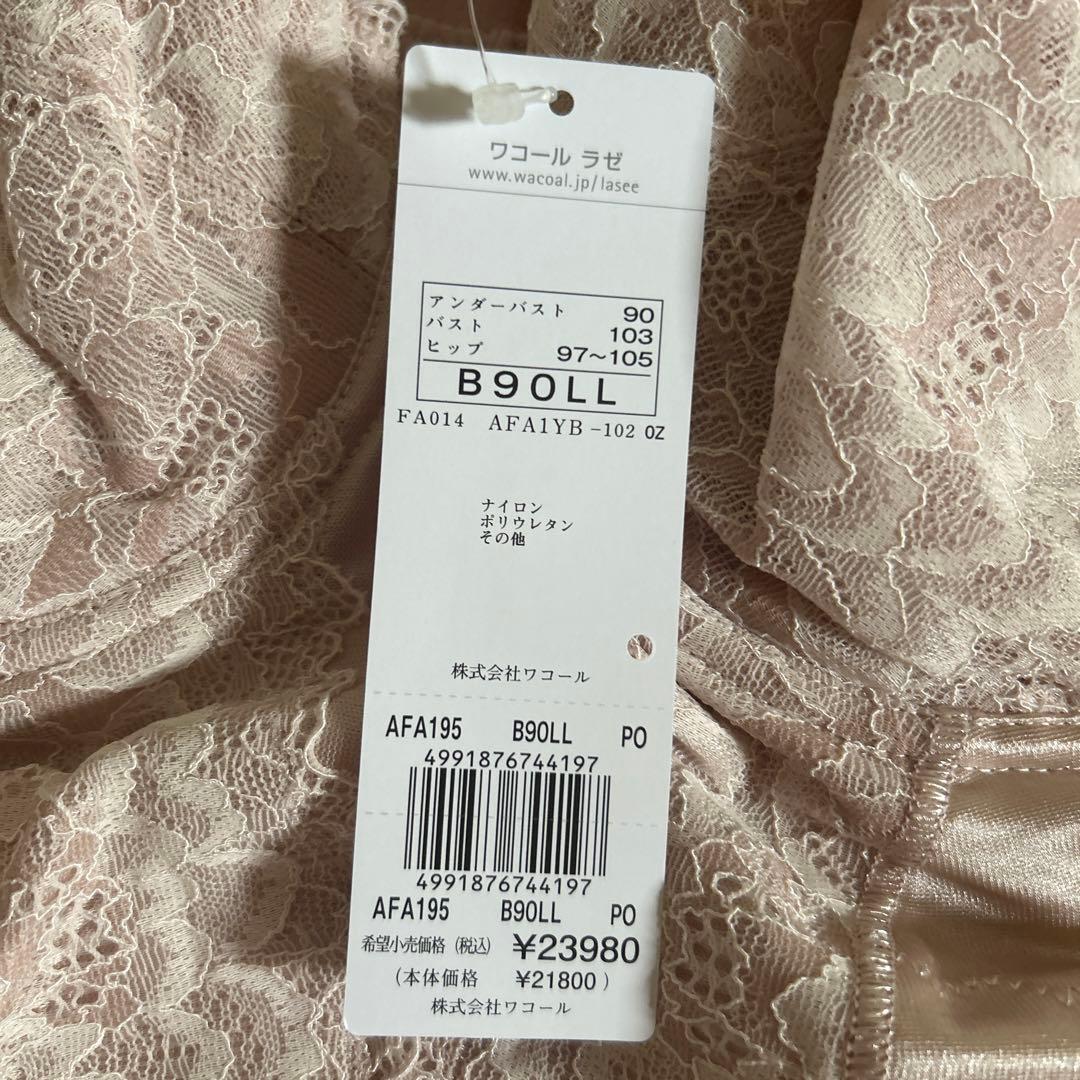 ワコール ラゼ
www.wacoal.jp/lasee
アンダーバスト 90
バスト 103
ヒップ 97〜105
B90LL
FA014 AFA1YB-102 0Z
ナイロン
ポリウレタン
その他
株式会社ワコール
AFA195 B90LL PO
4991876744197
4991876744197
AFA195 B90LL PO
希望小売価格 (税込) ¥23980
(本体価格 ¥21800)
株式会社ワコール